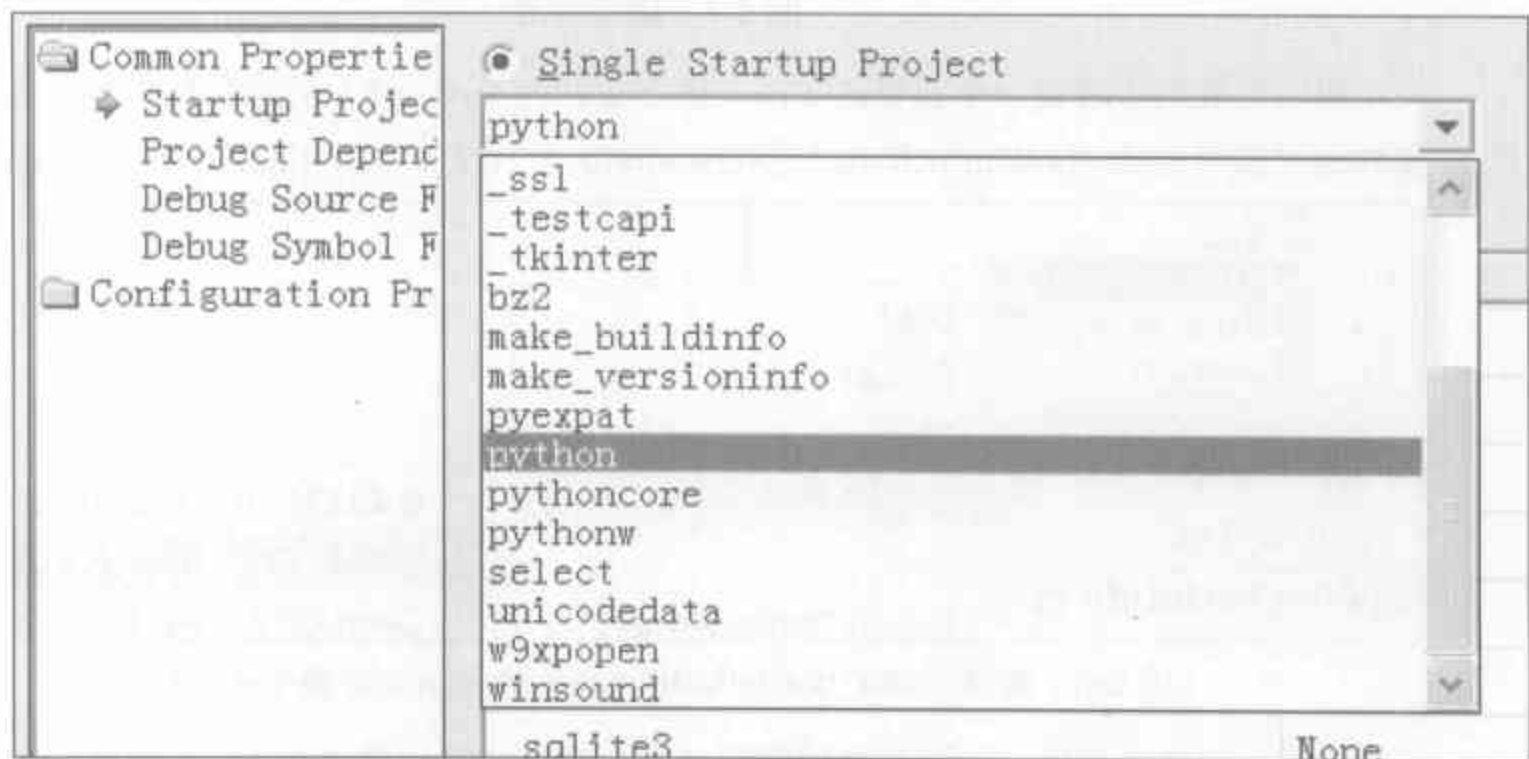 Common Propertie
Startup Projec
Project Depend
Debug Source F
Debug Symbol F
Configuration Pr
Single Startup Project
python
_ssl
_testcapi
_tkinter
bz2
make_buildinfo
make_versioninfo
pyexpat
python
pythoncore
pythonw
select
unicodedata
w9xpopen
winsound
sqlite3
None